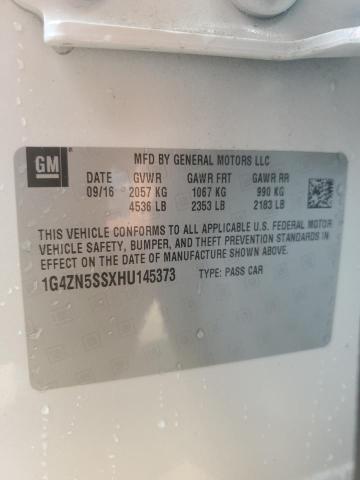 GM
MFD BY GENERAL MOTORS LLC
DATE GVWR GAWR FRT GAWR RR
09/16 2057 KG 1067 KG 990 KG
4536 LB 2353 LB 2183 LB
THIS VEHICLE CONFORMS TO ALL APPLICABLE U.S. FEDERAL MOTOR
VEHICLE SAFETY, BUMPER, AND THEFT PREVENTION STANDARDS IN
EFFECT ON THE DATE OF MANUFACTURE SHOWN ABOVE.
1G4ZN5SSXHU145373 TYPE: PASS CAR